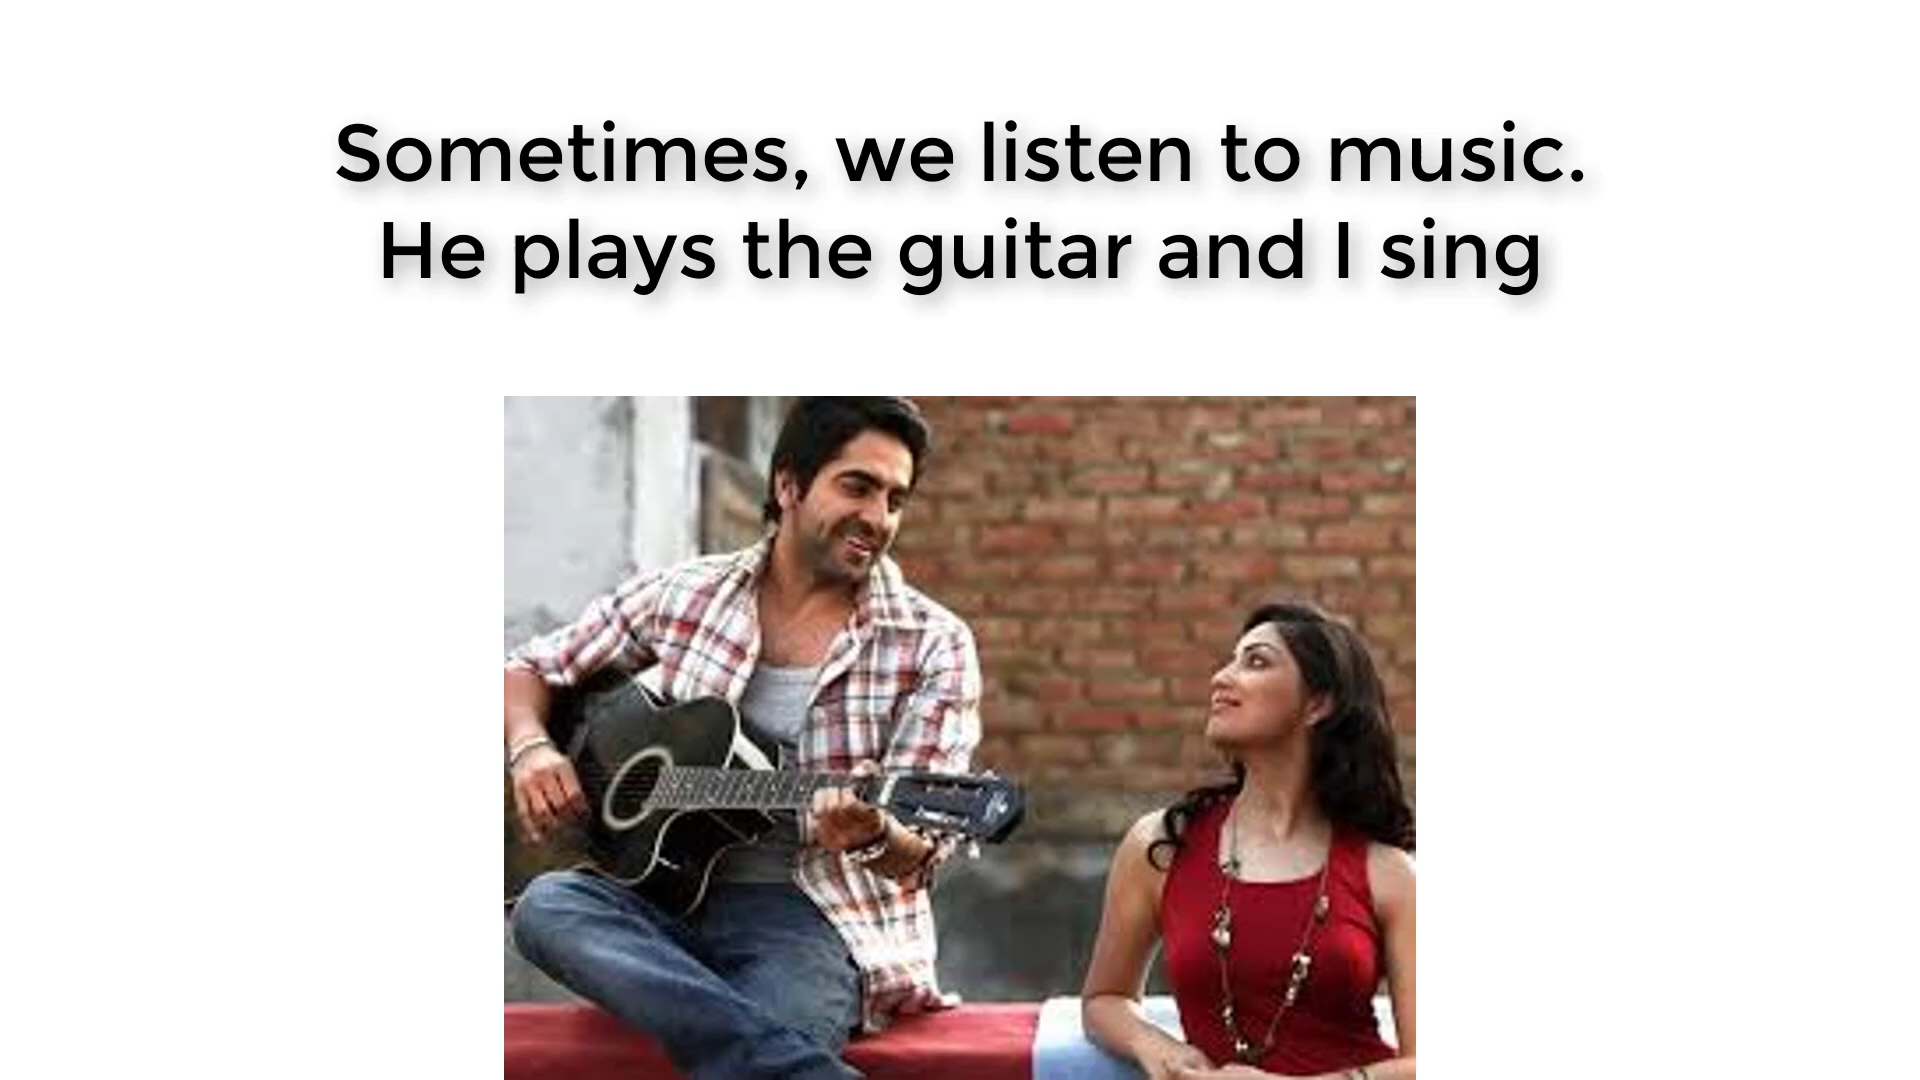 Sometimes, we listen to music.
He plays the guitar and I sing